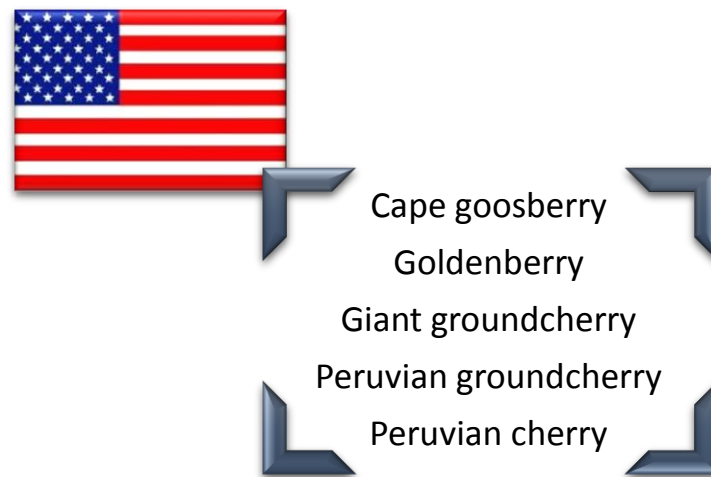 Cape goosberry
Goldenberry
Giant groundcherry
Peruvian groundcherry
Peruvian cherry